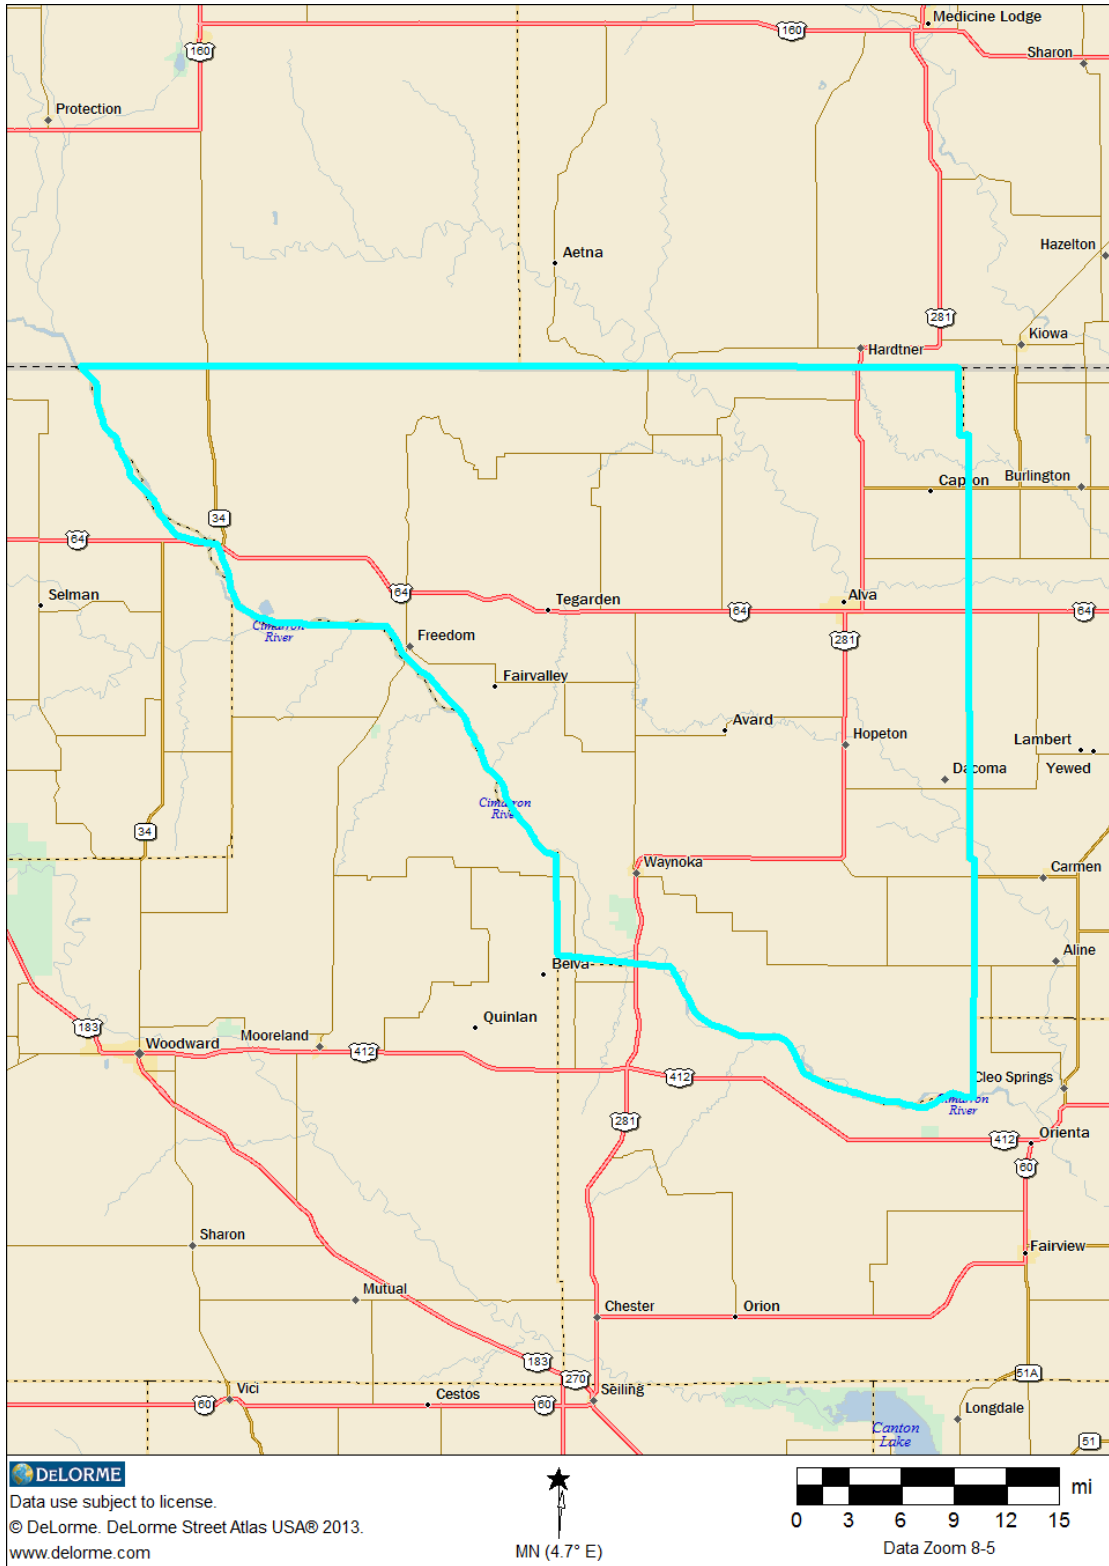 Medicine Lodge
160
160
Sharon
Protection
Hazelton
Aetna
281
Kiowa
Hardtner
Capron
Burlington
34
64
64
Selman
Tegarden
64
Alva
64
Cimarron
River
Freedom
281
Fairvalley
Avard
Hopeton
Lambert
Yewed
Dacoma
Cimarron
River
34
Waynoka
Carmen
Aline
Belva
183
Quinlan
Mooreland
Woodward
412
412
Cleo Springs
Cimarron
River
281
412
Orienta
60
Sharon
Fairview
Mutual
Chester
Orion
183
270
51A
Vici
Cestos
Seiling
60
60
Longdale
Canton
Lake
51
DELORME
Data use subject to license.
© DeLorme. DeLorme Street Atlas USA® 2013.
www.delorme.com
MN (4.7° E)
mi
0 3 6 9 12 15
Data Zoom 8-5